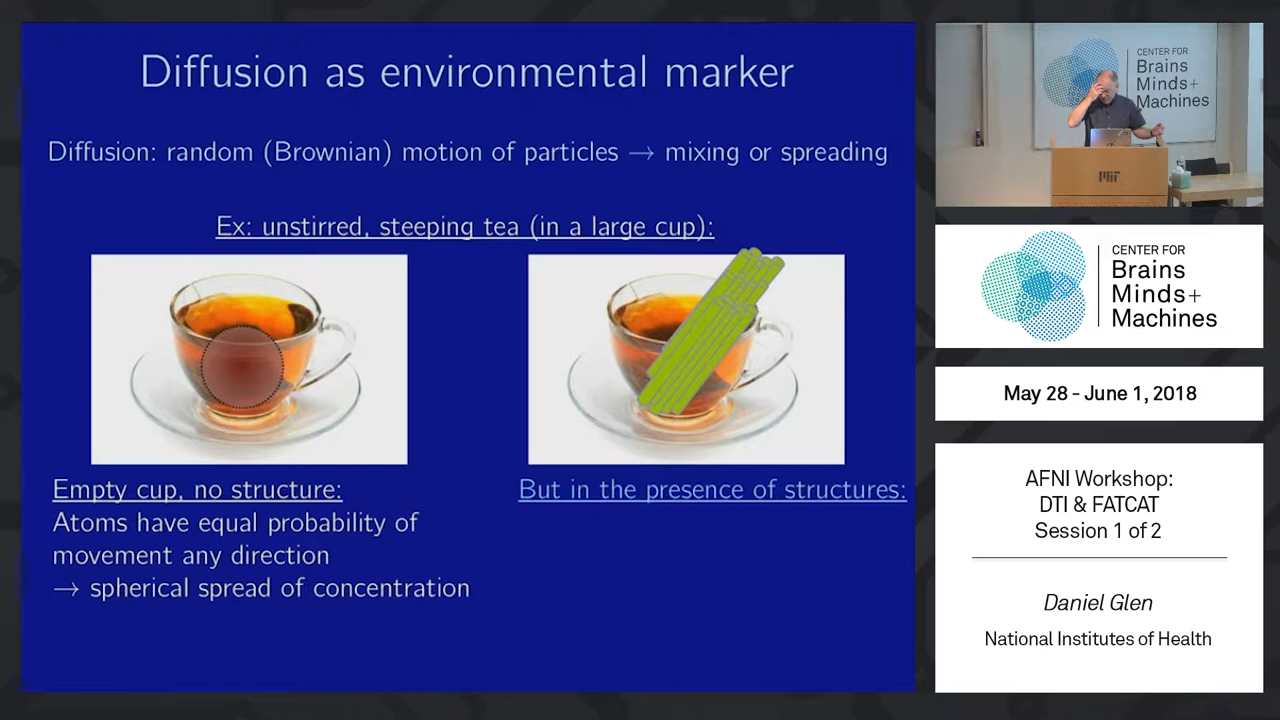 Diffusion as environmental marker
Diffusion: random (Brownian) motion of particles → mixing or spreading
Ex: unstirred, steeping tea (in a large cup):
Empty cup, no structure:
Atoms have equal probability of
movement any direction
→ spherical spread of concentration
But in the presence of structures:
CENTER FOR
Brains
Minds+
Machines
MIT
CENTER FOR
Brains
Minds+
Machines
May 28 - June 1, 2018
AFNI Workshop:
DTI & FATCAT
Session 1 of 2
Daniel Glen
National Institutes of Health